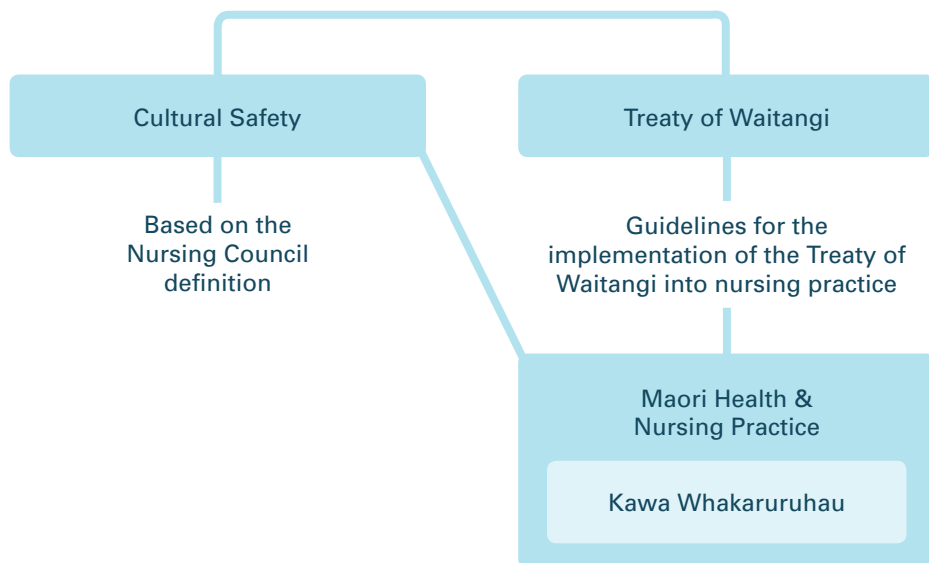 Cultural Safety
Treaty of Waitangi
Based on the
Nursing Council
definition
Guidelines for the
implementation of the Treaty of
Waitangi into nursing practice
Maori Health &
Nursing Practice
Kawa Whakaruruhau